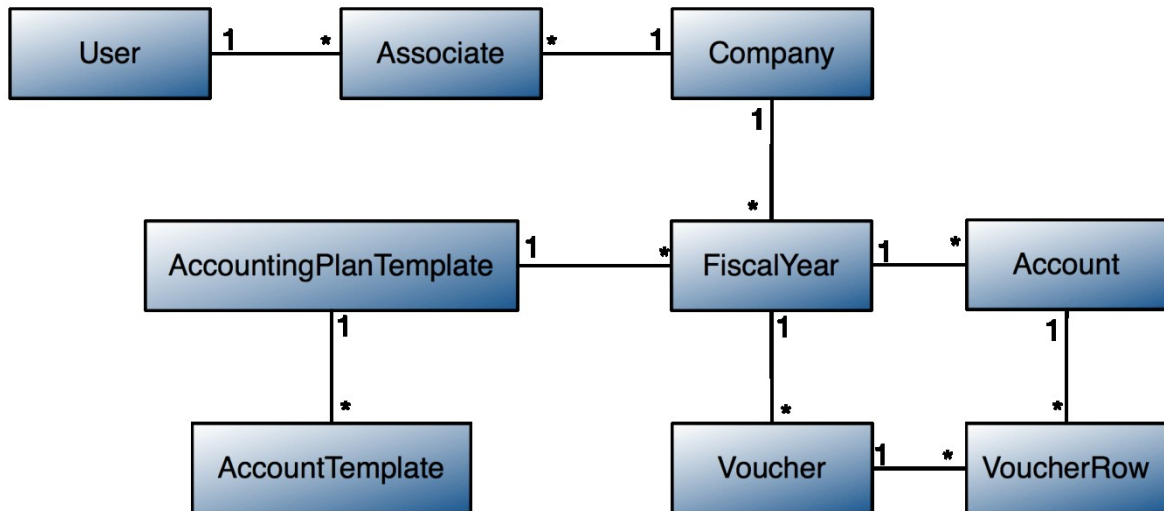 User
1
*
Associate
*
1
Company
1
*
AccountingPlanTemplate
1
*
FiscalYear
1
*
Account
1
*
1
*
1
*
AccountTemplate
Voucher
1
*
VoucherRow